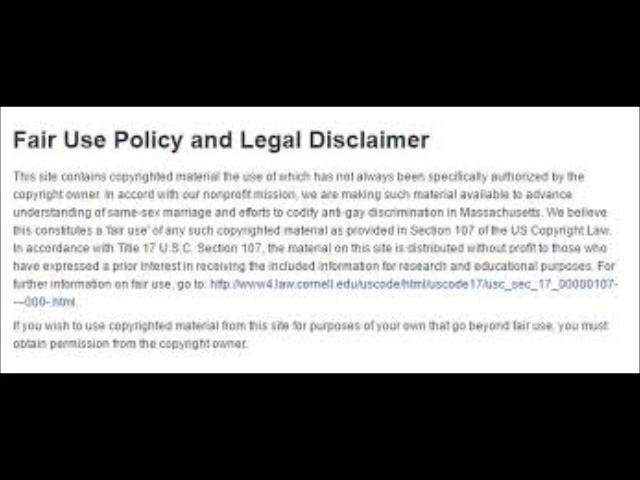 Fair Use Policy and Legal Disclaimer
This site contains copyrighted material the use of which has not always been specifically authorized by the
copyright owner. In accord with our nonprofit mission, we are making such material available to advance
understanding of same-sex marriage and efforts to codify anti-gay discrimination in Massachusetts. We believe
this constitutes a 'fair use' of any such copyrighted material as provided in Section 107 of the US Copyright Law.
In accordance with Title 17 U.S.C. Section 107, the material on this site is distributed without profit to those who
have expressed a prior interest in receiving the included information for research and educational purposes. For
further information on fair use, go to: http://www4.law.cornell.edu/uscode/html/uscode17/usc_sec_17_00000107-
---000-.html.
If you wish to use copyrighted material from this site for purposes of your own that go beyond fair use, you must
obtain permission from the copyright owner.